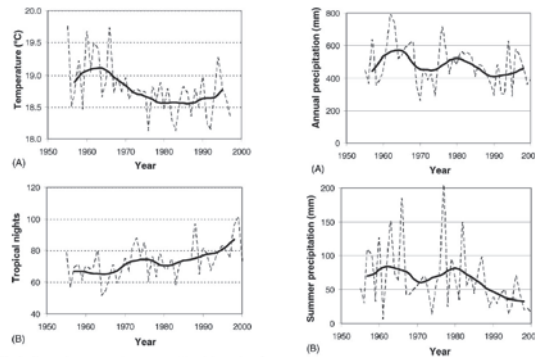 Temperature (°C)
20.0
19.5
19.0
18.5
18.0
1950 1960 1970 1980 1990 2000
(A)
Year
Annual precipitation (mm)
1000
800
600
400
200
0
1950 1960 1970 1980 1990 2000
(A)
Year
Tropical nights
120
100
80
60
40
1950 1960 1970 1980 1990 2000
(B)
Year
Summer precipitation (mm)
200
150
100
50
0
1950 1960 1970 1980 1990 2000
(B)
Year